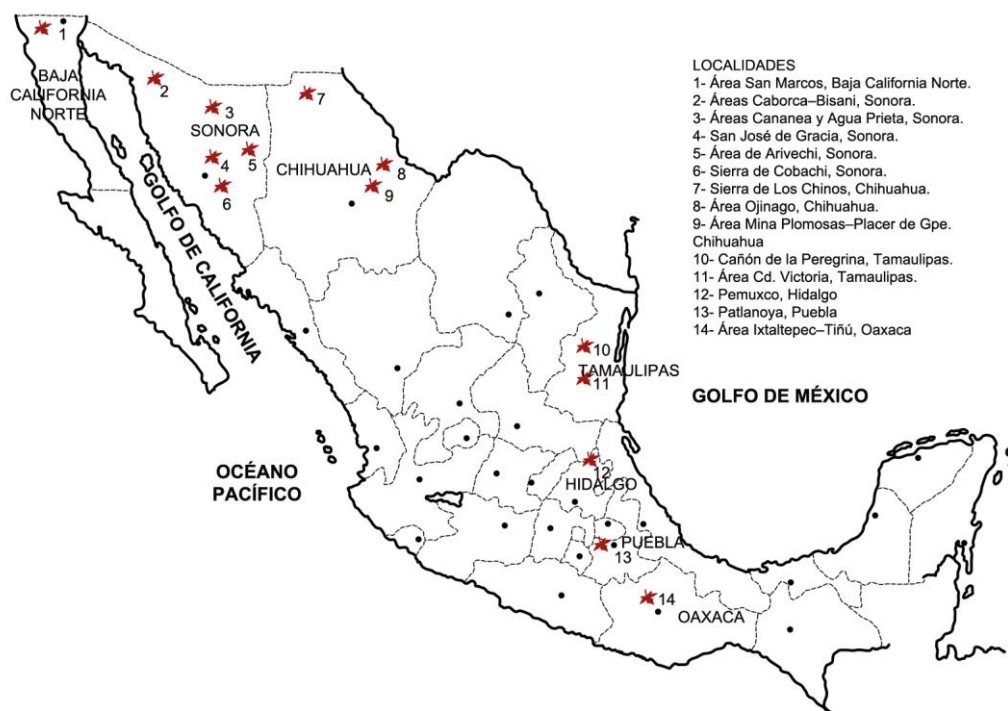 1
BAJA
CALIFORNIA
NORTE
2
3
SONORA
4
5
6
7
CHIHUAHUA
8
9
GOLFO DE CALIFORNIA
10
TAMAULIPAS
11
GOLFO DE MÉXICO
OCÉANO
PACÍFICO
12
HIDALGO
PUEBLA
13
14
OAXACA
LOCALIDADES
1- Área San Marcos, Baja California Norte.
2- Áreas Caborca–Bisani, Sonora.
3- Áreas Cananea y Agua Prieta, Sonora.
4- San José de Gracia, Sonora.
5- Área de Arivechi, Sonora.
6- Sierra de Cobachi, Sonora.
7- Sierra de Los Chinos, Chihuahua.
8- Área Ojinago, Chihuahua.
9- Área Mina Plomosas–Placer de Gpe.
Chihuahua
10- Cañón de la Peregrina, Tamaulipas.
11- Área Cd. Victoria, Tamaulipas.
12- Pemuxco, Hidalgo
13- Patlanoya, Puebla
14- Área Ixtaltepec–Tiñú, Oaxaca